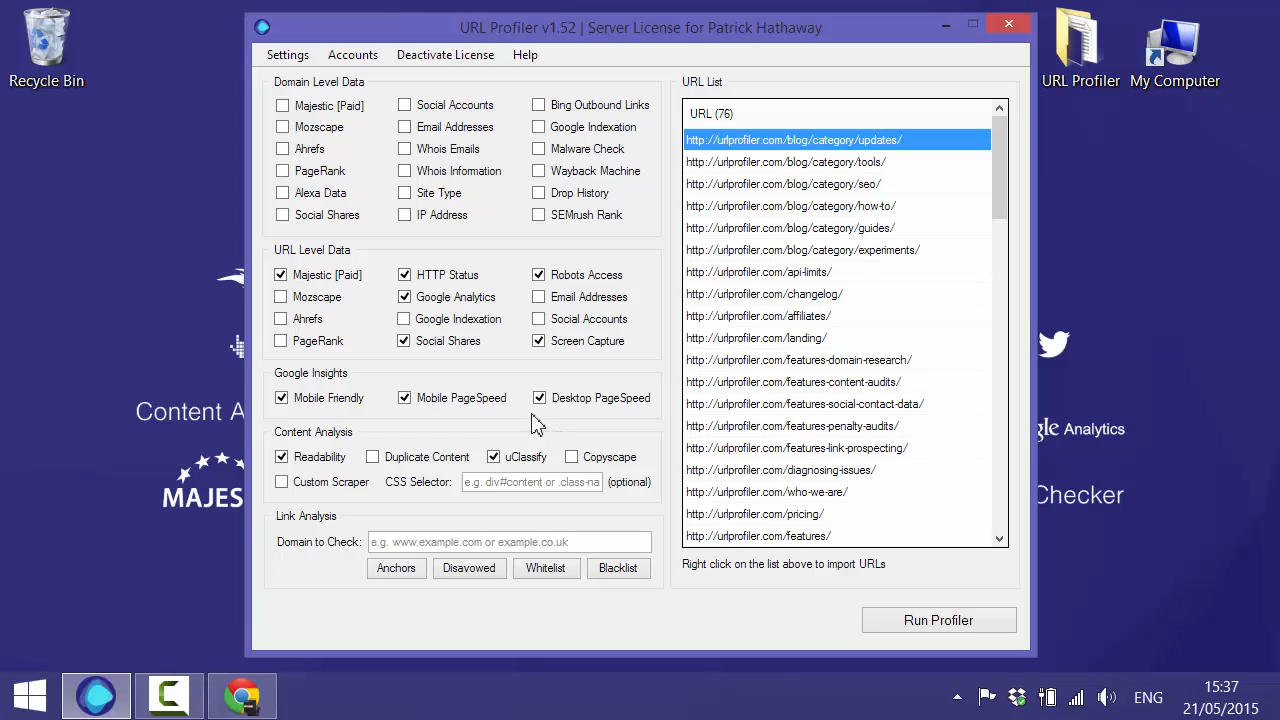 URL Profiler v1.52 | Server License for Patrick Hathaway
Settings Accounts Deactivate License Help
Recycle Bin
URL Profiler
My Computer
Domain Level Data
Majestic [Paid] Social Accounts Bing Outbound Links
Mozscape Email Addresses Google Indexation
Ahrefs Whois Emails Malware Check
PageRank Whois Information Wayback Machine
Alexa Data Site Type Drop History
Social Shares IP Address SEMrush Rank
URL Level Data
Majestic [Paid] HTTP Status Robots Access
Mozscape Google Analytics Email Addresses
Ahrefs Google Indexation Social Accounts
PageRank Social Shares Screen Capture
Google Insights
Mobile Friendly Mobile PageSpeed Desktop PageSpeed
Content Analysis
Readability Duplicate Content uClassify Copyscape
Custom Scraper CSS Selector: e.g. div#content or .class-na (optional)
Link Analysis
Domain to Check: e.g. www.example.com or example.co.uk
Anchors Disavowed Whitelist Blacklist
URL List
URL (76)
http://urlprofiler.com/blog/category/updates/
http://urlprofiler.com/blog/category/tools/
http://urlprofiler.com/blog/category/seo/
http://urlprofiler.com/blog/category/how-to/
http://urlprofiler.com/blog/category/guides/
http://urlprofiler.com/blog/category/experiments/
http://urlprofiler.com/api-limits/
http://urlprofiler.com/changelog/
http://urlprofiler.com/affiliates/
http://urlprofiler.com/landing/
http://urlprofiler.com/features-domain-research/
http://urlprofiler.com/features-content-audits/
http://urlprofiler.com/features-social-contact-data/
http://urlprofiler.com/features-penalty-audits/
http://urlprofiler.com/features-link-prospecting/
http://urlprofiler.com/diagnosing-issues/
http://urlprofiler.com/who-we-are/
http://urlprofiler.com/pricing/
http://urlprofiler.com/features/
Right click on the list above to import URLs
Run Profiler
Content A
MAJES
gle Analytics
Checker
ENG
15:37
21/05/2015